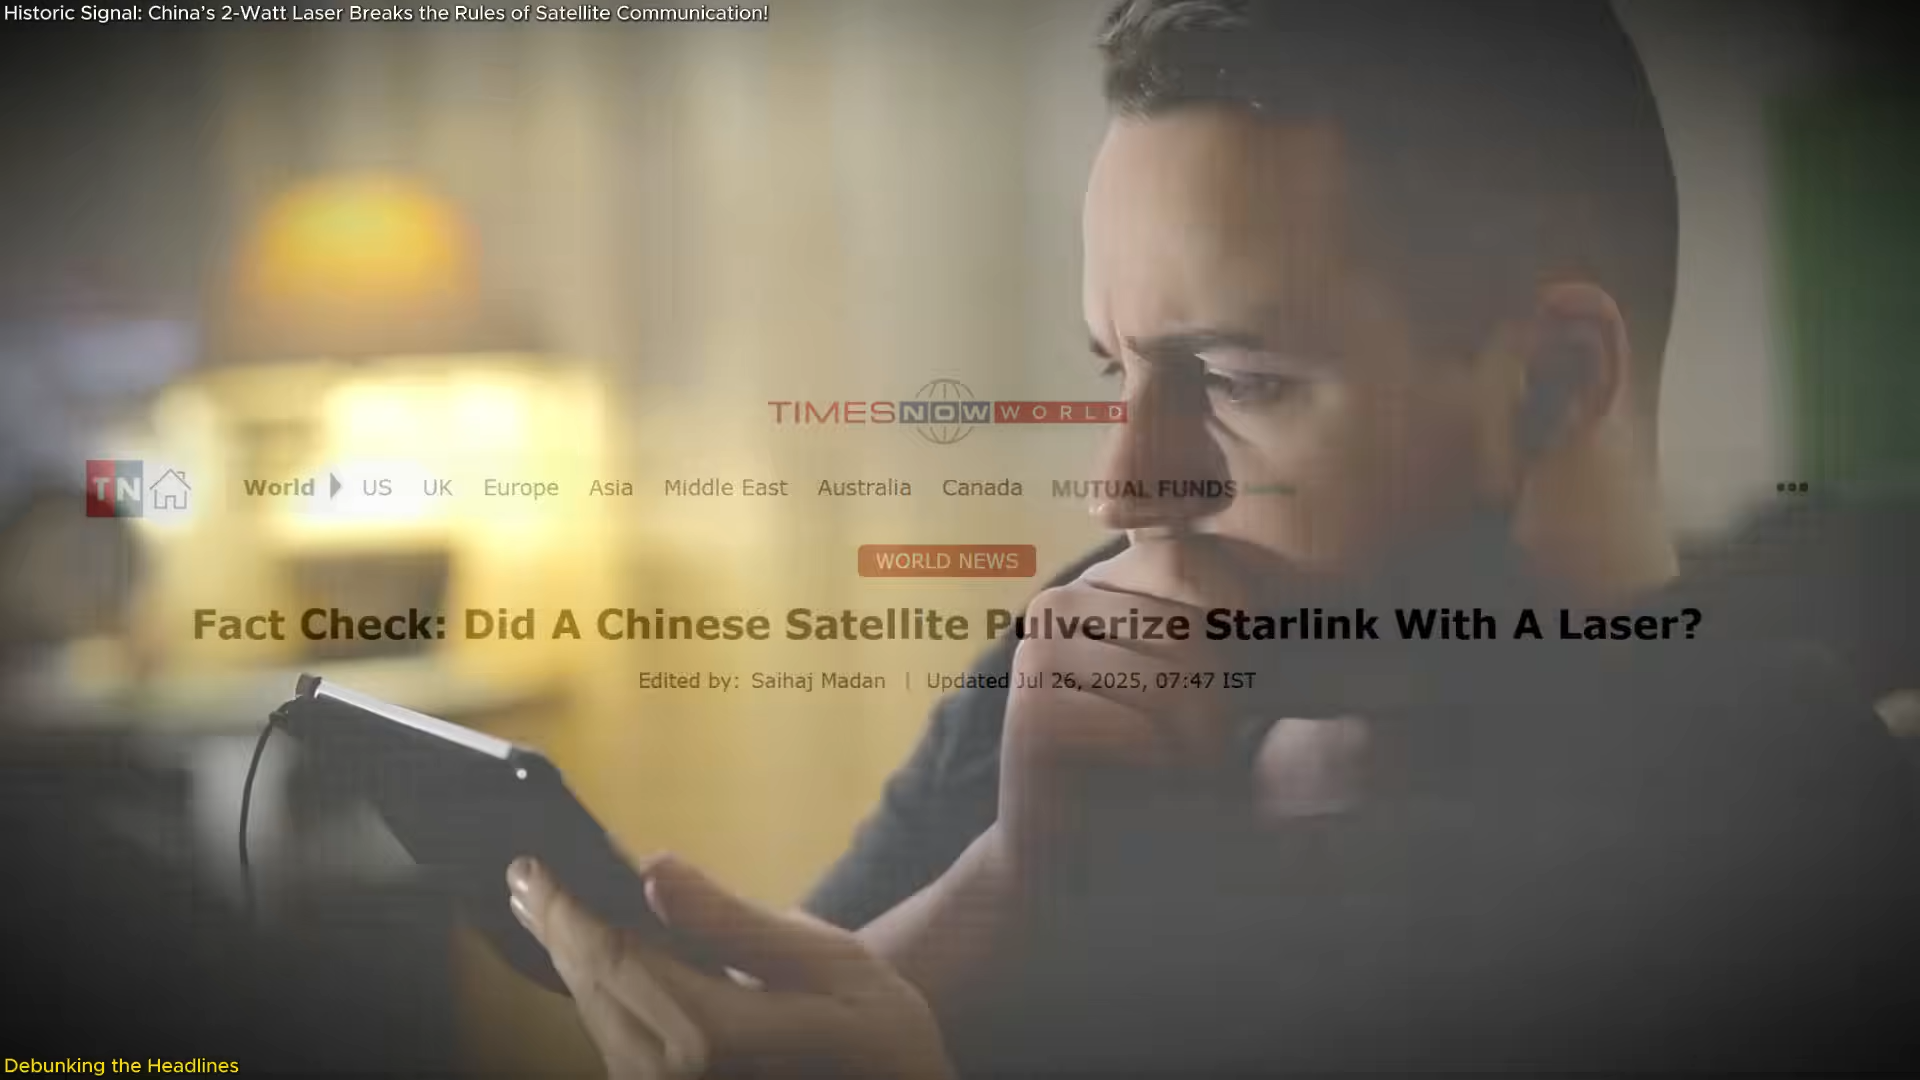 Historic Signal: China’s 2-Watt Laser Breaks the Rules of Satellite Communication!
TIMES NOW WORLD
TN World US UK Europe Asia Middle East Australia Canada MUTUAL FUNDS
WORLD NEWS
Fact Check: Did A Chinese Satellite Pulverize Starlink With A Laser?
Edited by: Saihaj Madan | Updated Jul 26, 2025, 07:47 IST
Debunking the Headlines